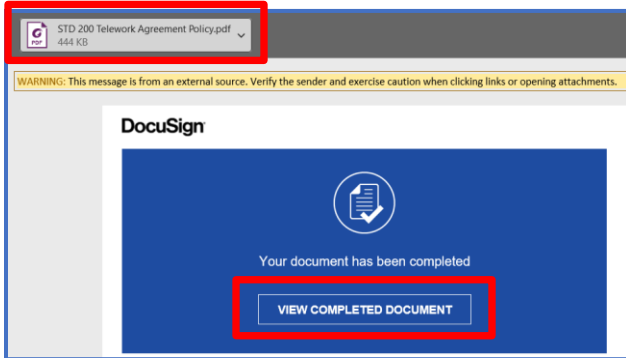 STD 200 Telework Agreement Policy.pdf
PDF
444 KB
WARNING: This message is from an external source. Verify the sender and exercise caution when clicking links or opening attachments.
DocuSign
Your document has been completed
VIEW COMPLETED DOCUMENT